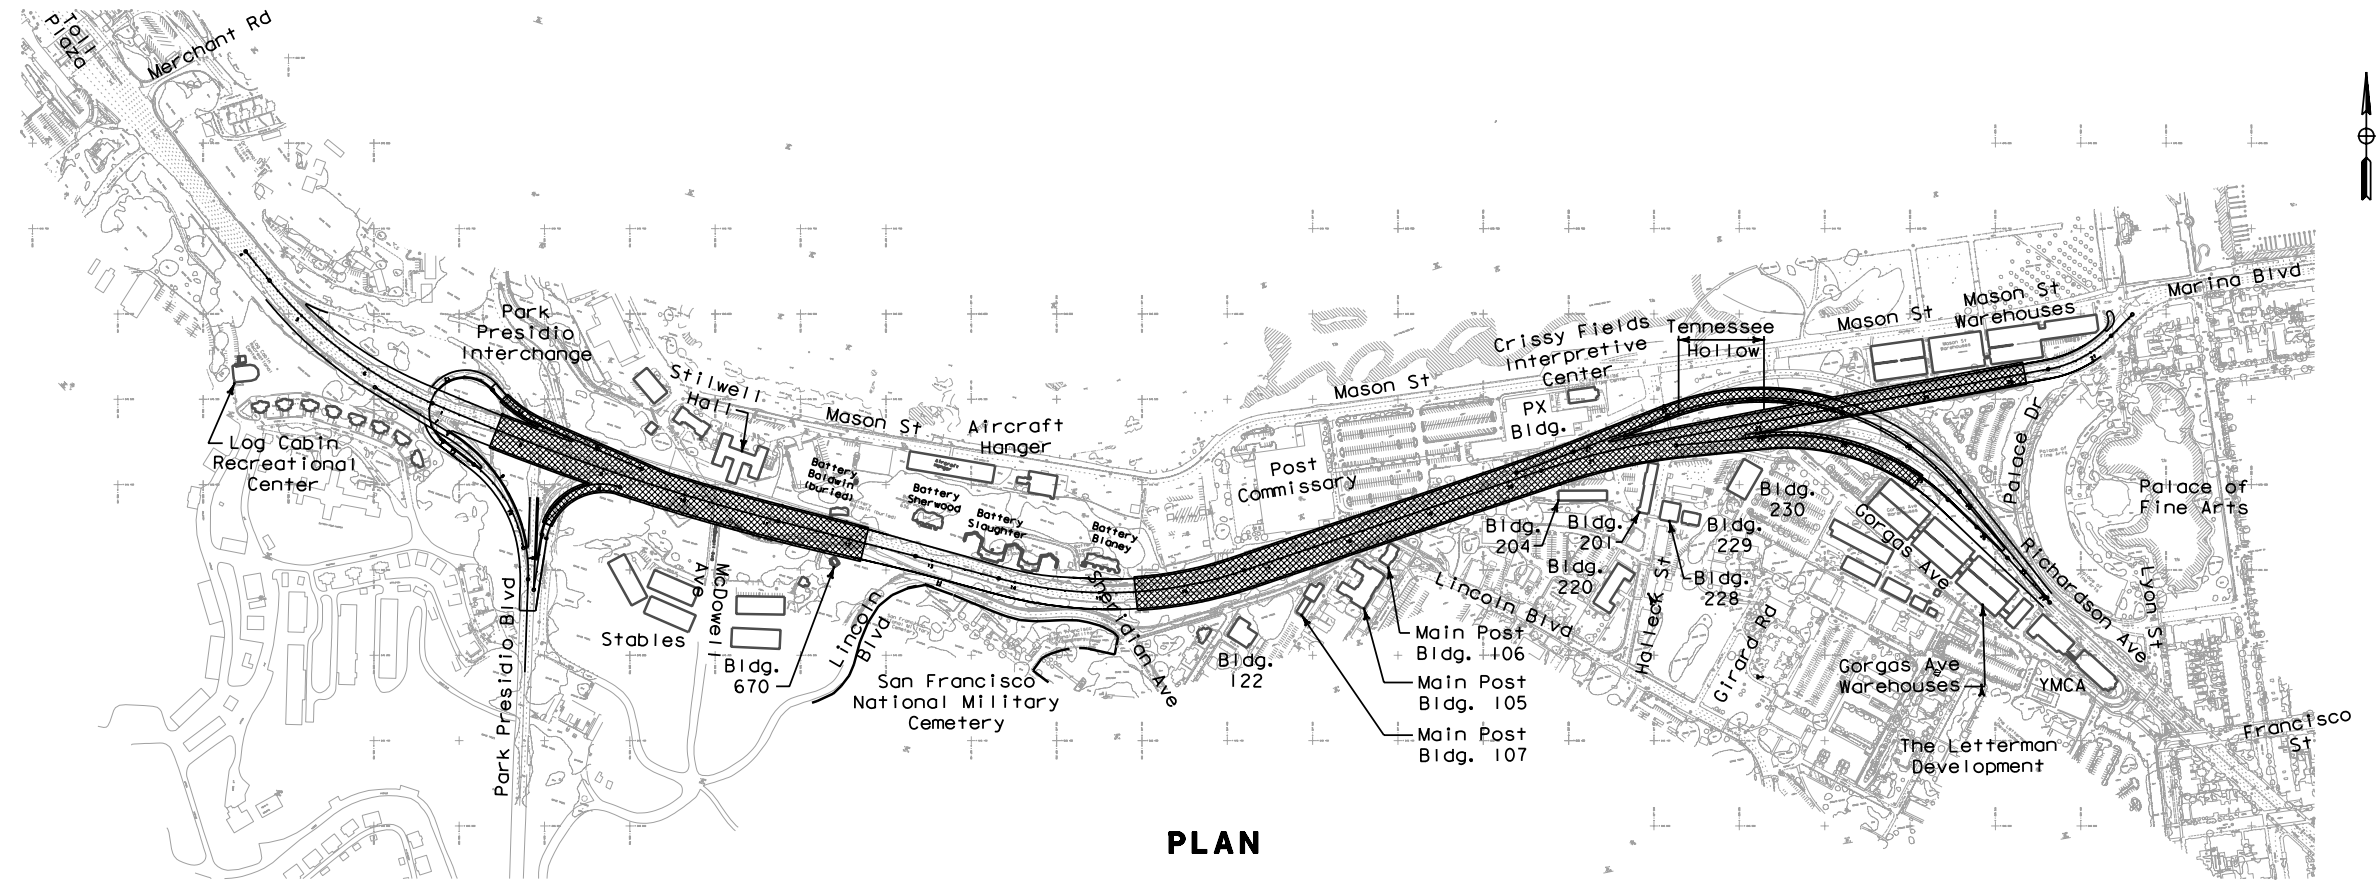 Toll
Plaza
Merchant Rd
Park
Presidio
Interchange
Log Cabin
Recreational
Center
Stilwell
Hall
Mason St
Aircraft
Hanger
Aircraft
Battery
Baldwin
(buried)
Battery
Sherwood
Battery
Slaughter
Battery
Blaney
Park Presidio Blvd
Stables
McDowell
Ave
Bldg.
670
Lincoln
Blvd
San Francisco
National Military
Cemetery
Sheridian Ave
Bldg.
122
Post
Commissary
Mason St
Crissy Fields
Interpretive
Center
PX
Bldg.
Tennessee
Hollow
Mason St
Mason St
Warehouses
Marina Blvd
Bldg.
204
Bldg.
201
Bldg.
220
Bldg.
230
Bldg.
229
Bldg.
228
Main Post
Bldg. 106
Main Post
Bldg. 105
Main Post
Bldg. 107
Lincoln Blvd
Halleck St
Girard Rd
Gorgas Ave
Gorgas Ave
Warehouses
Palace Dr
Palace of
Fine Arts
Richardson Ave
Lyon St
YMCA
The Letterman
Development
Francisco
St
PLAN